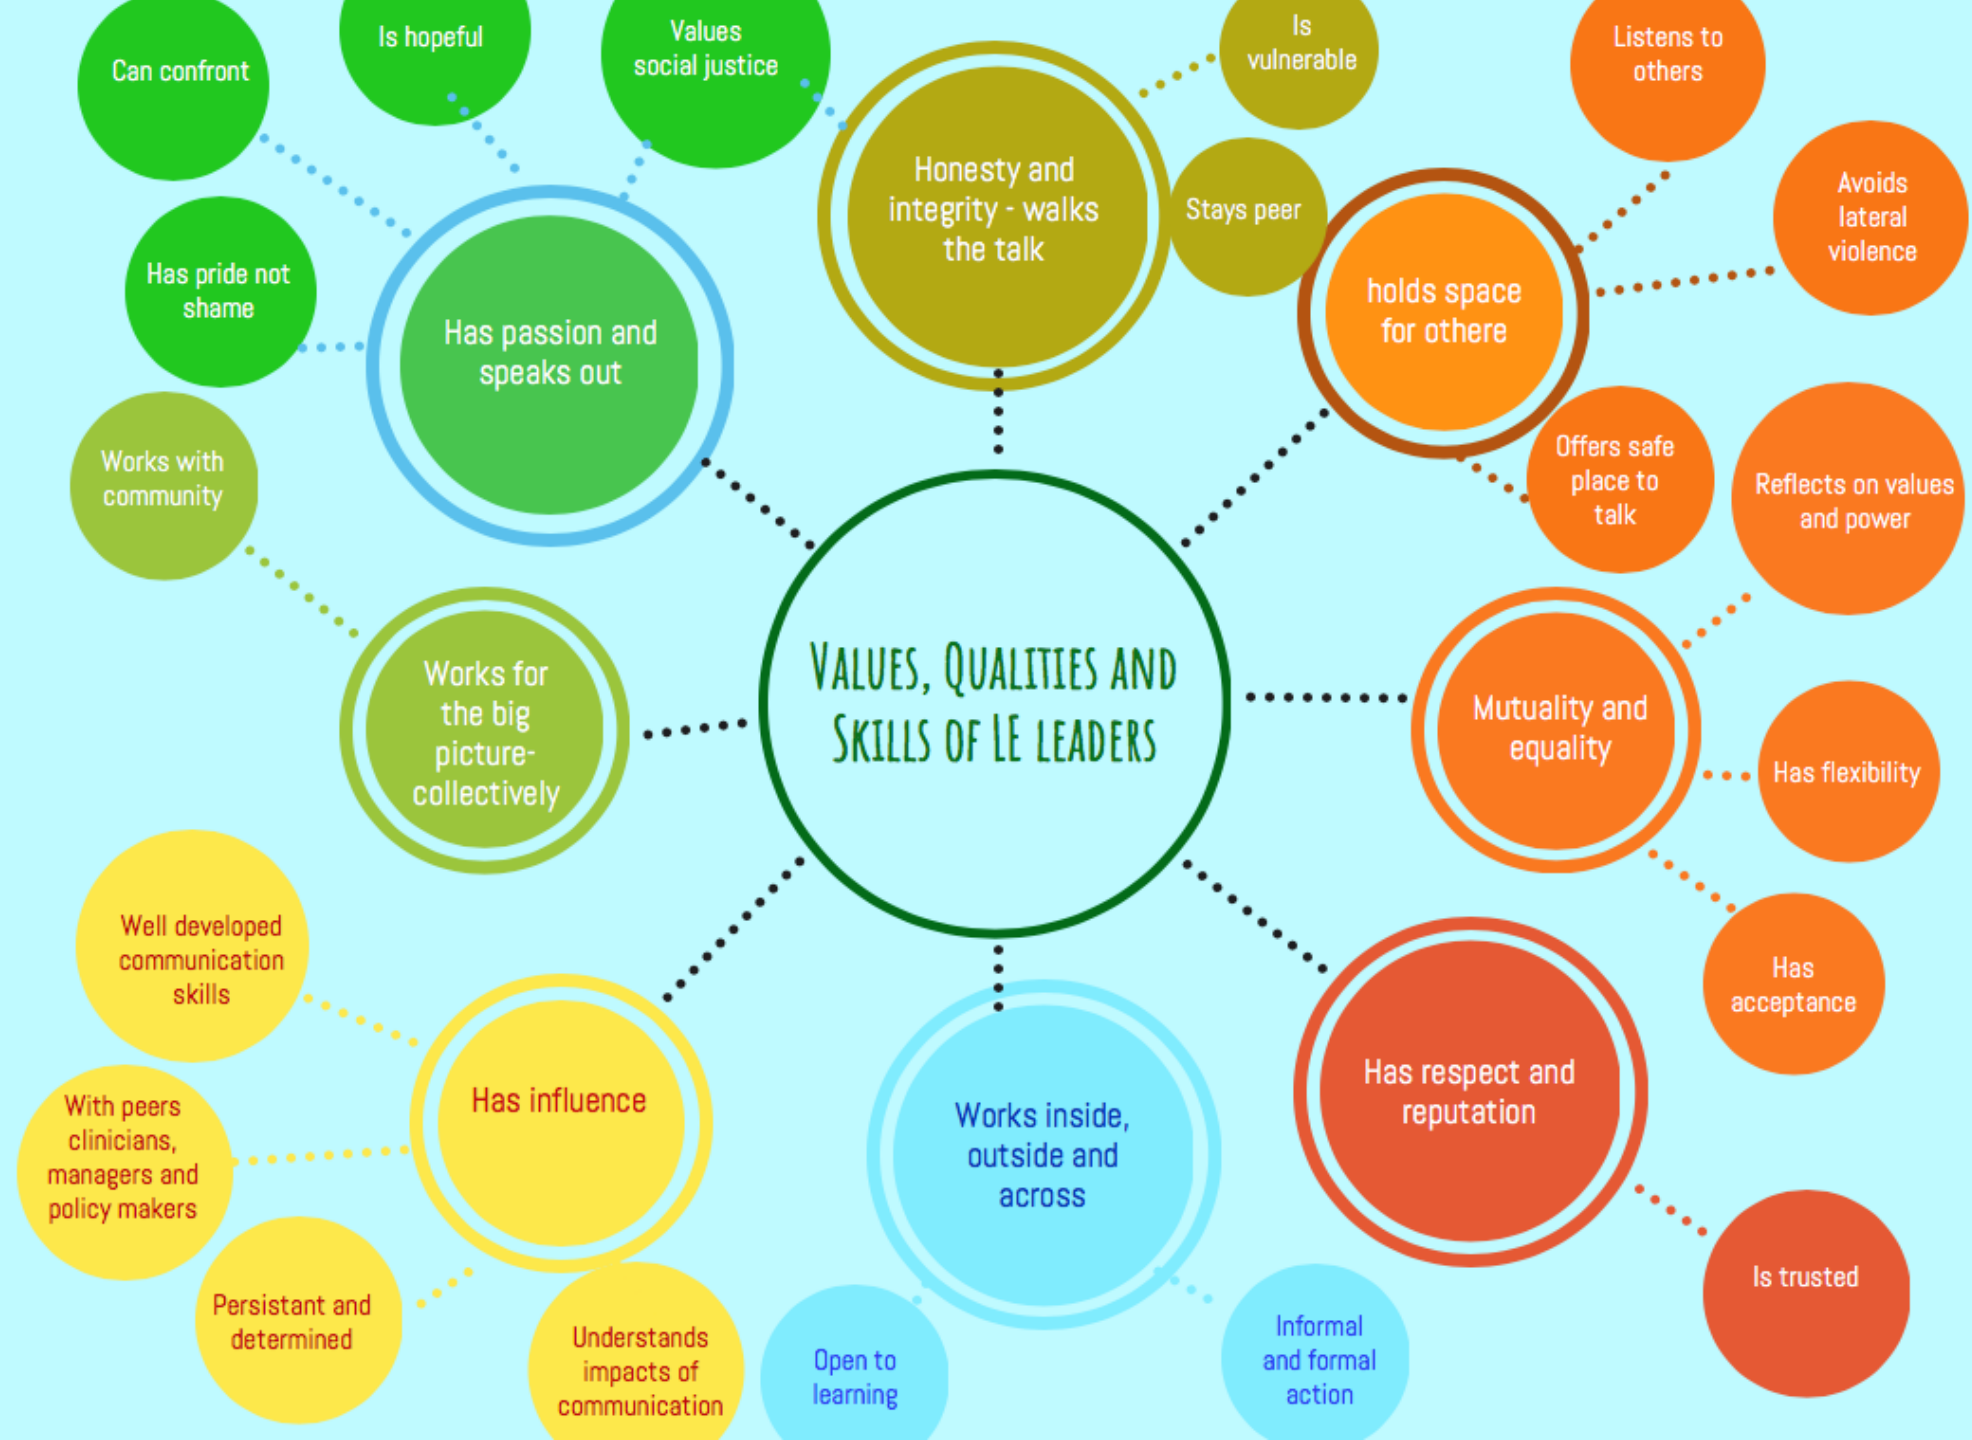 Can confront
Is hopeful
Values
social justice
Is
vulnerable
Listens to
others
Has pride not
shame
Has passion and
speaks out
Honesty and
integrity - walks
the talk
Stays peer
holds space
for othere
Avoids
lateral
violence
Works with
community
Offers safe
place to
talk
Reflects on values
and power
Works for
the big
picture-
collectively
Values, Qualities and
Skills of LE leaders
Mutuality and
equality
Has flexibility
Has
acceptance
Well developed
communication
skills
Has influence
With peers
clinicians,
managers and
policy makers
Persistant and
determined
Understands
impacts of
communication
Works inside,
outside and
across
Open to
learning
Informal
and formal
action
Has respect and
reputation
Is trusted